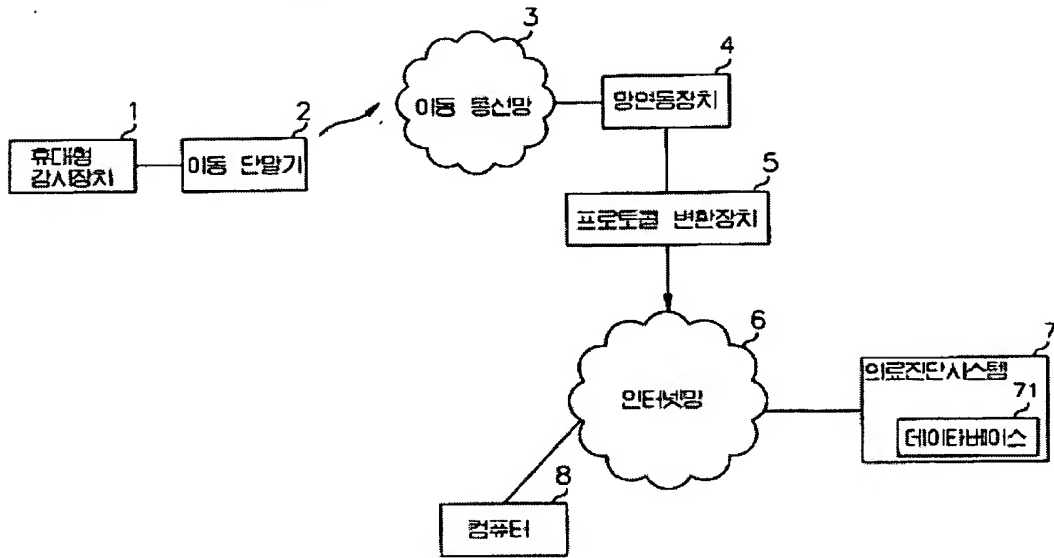 3
이동 통신망
4
망연동장치
1
휴대형
감시장치
2
이동 단말기
5
프로토콜 변환장치
6
인터넷망
7
의료진단시스템
71
데이타베이스
8
컴퓨터